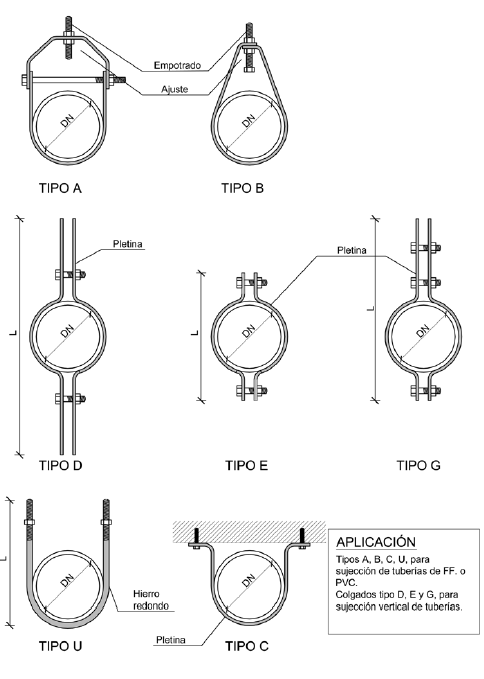 Empotrado
Ajuste
DN
DN
TIPO A
TIPO B
Pletina
Pletina
L
L
L
DN
DN
DN
TIPO D
TIPO E
TIPO G
L
DN
DN
Hierro
redondo
Pletina
TIPO U
TIPO C
APLICACIÓN
Tipos A, B, C, U, para
sujección de tuberías de FF. o
PVC.
Colgados tipo D, E y G, para
sujección vertical de tuberías.